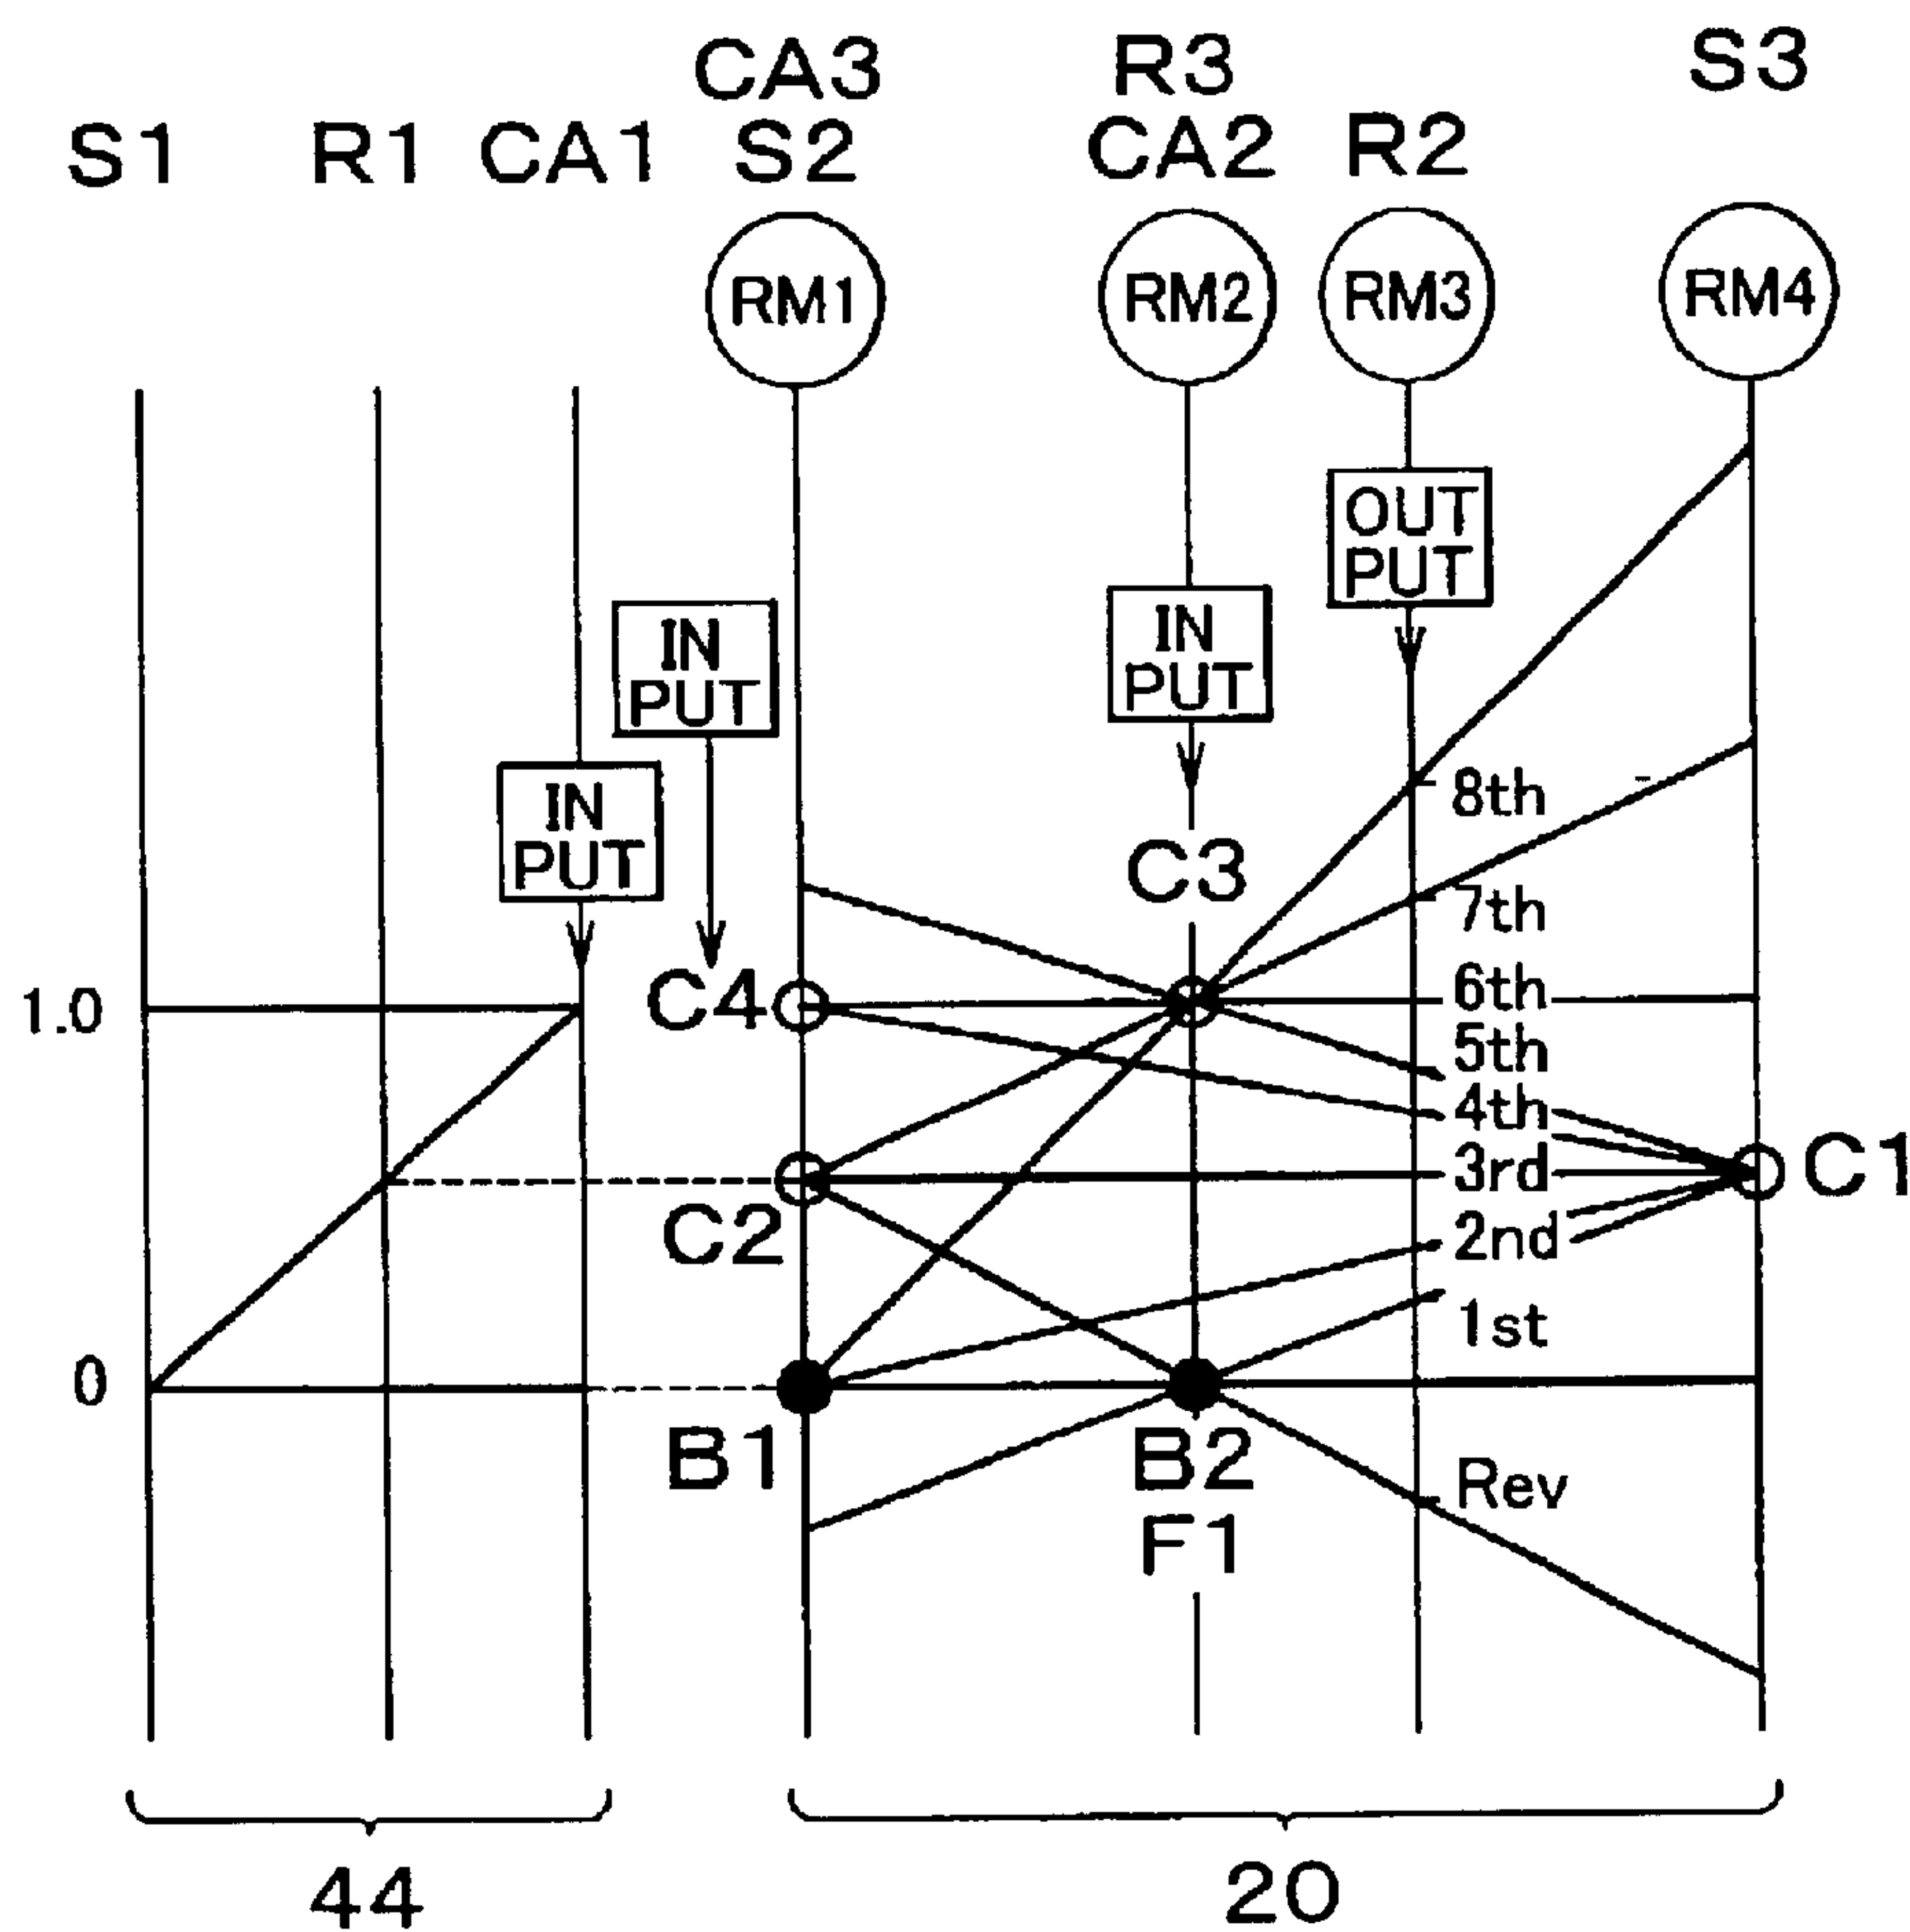 CA3 R3 S3
S1 R1 CA1 S2 CA2 R2
RM1 RM2 RM3 RM4
OUT
PUT
IN
PUT
IN
PUT
IN
PUT
8th
C3
7th
C4
6th
1.0
5th
4th
3rd
C1
C2
2nd
1st
0
B1
B2
Rev
F1
44
20